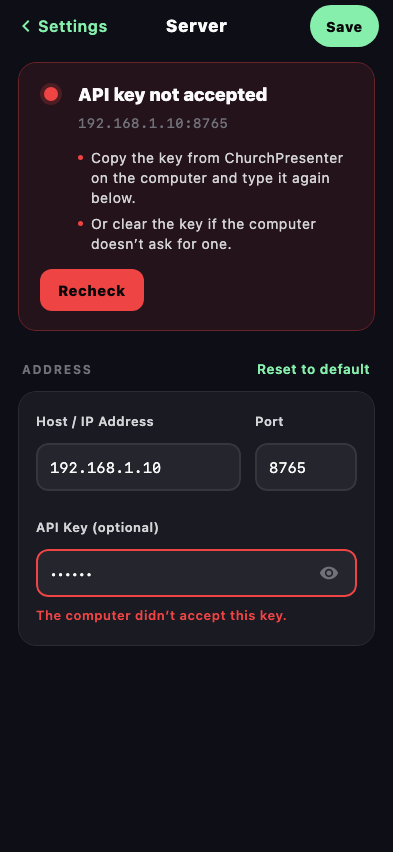 Settings
Server
Save
API key not accepted
192.168.1.10:8765
• Copy the key from ChurchPresenter
on the computer and type it again
below.
• Or clear the key if the computer
doesn’t ask for one.
Recheck
ADDRESS
Reset to default
Host / IP Address
Port
192.168.1.10
8765
API Key (optional)
••••••
The computer didn’t accept this key.